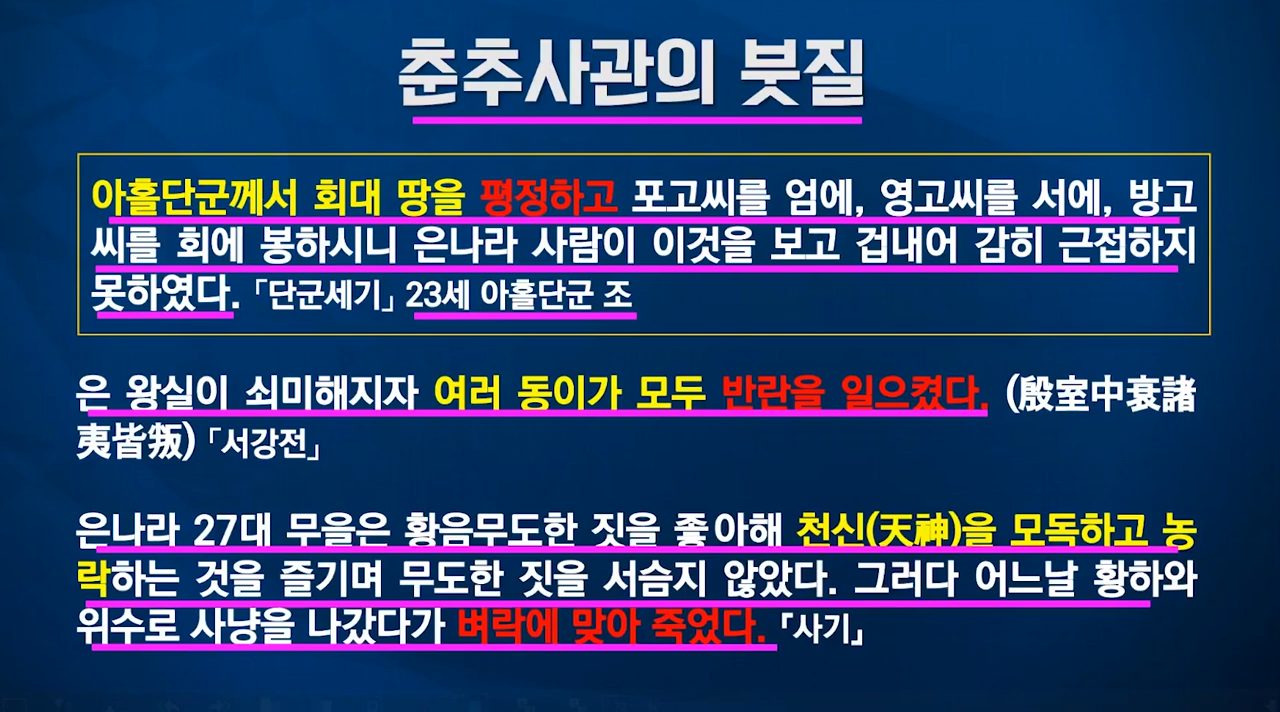 춘추사관의 붓질
아홀단군께서 회대 땅을 평정하고 포고씨를 엄에, 영고씨를 서에, 방고
씨를 회에 봉하시니 은나라 사람이 이것을 보고 겁내어 감히 근접하지
못하였다. 「단군세기」 23세 아홀단군 조
은 왕실이 쇠미해지자 여러 동이가 모두 반란을 일으켰다. (殷室中衰諸
夷皆叛) 「서강전」
은나라 27대 무을은 황음무도한 짓을 좋아해 천신(天神)을 모독하고 농
락하는 것을 즐기며 무도한 짓을 서슴지 않았다. 그러다 어느날 황하와
위수로 사냥을 나갔다가 벼락에 맞아 죽었다. 『사기』